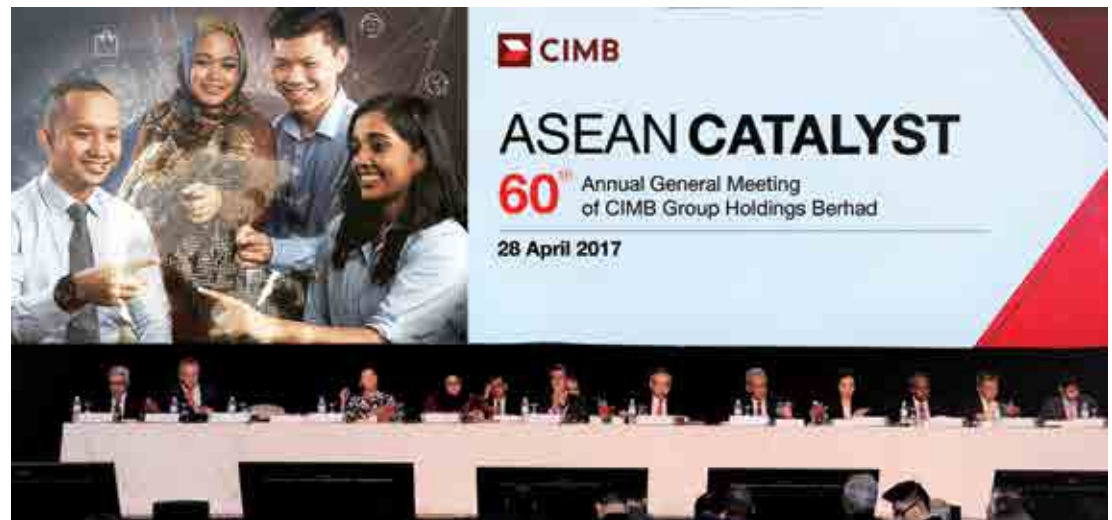 CIMB
ASEAN CATALYST
60th Annual General Meeting
of CIMB Group Holdings Berhad
28 April 2017